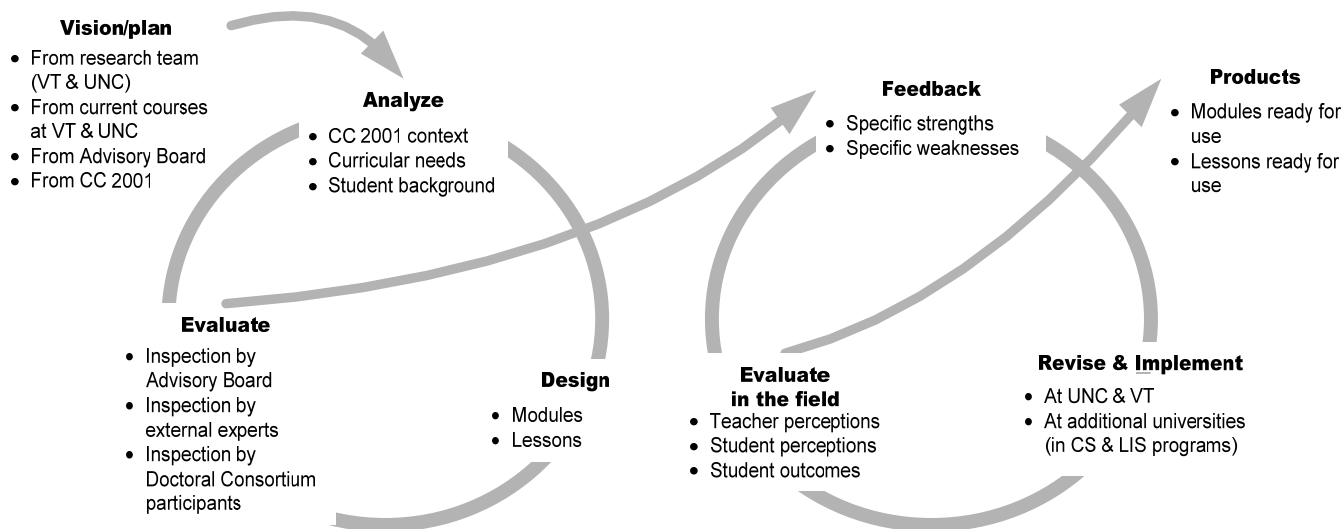 Vision/plan
• From research team
(VT & UNC)
• From current courses
at VT & UNC
• From Advisory Board
• From CC 2001
Analyze
• CC 2001 context
• Curricular needs
• Student background
Evaluate
• Inspection by
Advisory Board
• Inspection by
external experts
• Inspection by
Doctoral Consortium
participants
Design
• Modules
• Lessons
Feedback
• Specific strengths
• Specific weaknesses
Evaluate
in the field
• Teacher perceptions
• Student perceptions
• Student outcomes
Revise & Implement
• At UNC & VT
• At additional universities
(in CS & LIS programs)
Products
• Modules ready for
use
• Lessons ready for
use